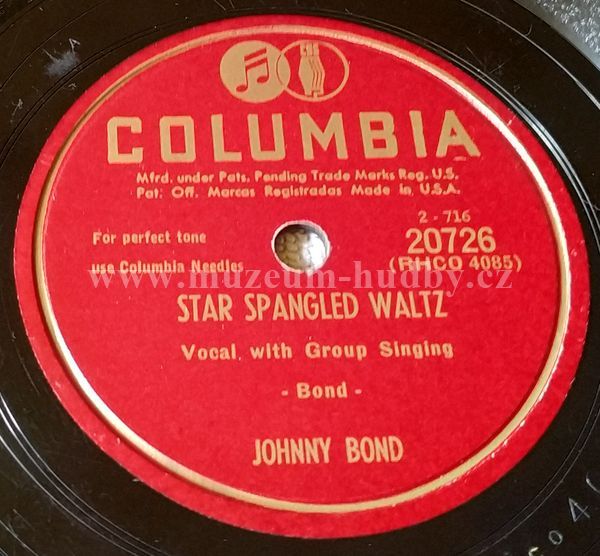 COLUMBIA
Mfrd. under Pats. Pending Trade Marks Reg. U.S.
Pat. Off. Marcas Registradas Made in U.S.A.
2 - 716
For perfect tone
20726
use Columbia Needles
(RHCO 4085)
www.muzeum-hudby.cz
STAR SPANGLED WALTZ
Vocal with Group Singing
- Bond -
JOHNNY BOND